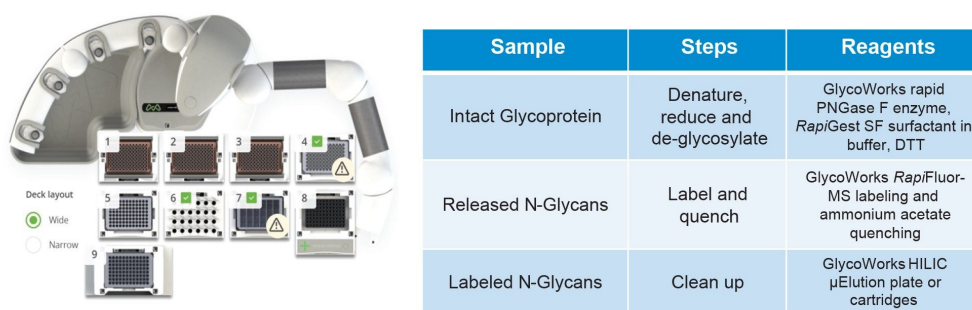 1
2
3
4
5
6
7
8
9
Deck layout
Wide
Narrow
Sample Steps Reagents
Intact Glycoprotein
Denature,
reduce and
de-glycosylate
GlycoWorks rapid
PNGase F enzyme,
RapiGest SF surfactant in
buffer, DTT
Released N-Glycans
Label and
quench
GlycoWorks RapiFluor-
MS labeling and
ammonium acetate
quenching
Labeled N-Glycans
Clean up
GlycoWorks HILIC
µElution plate or
cartridges